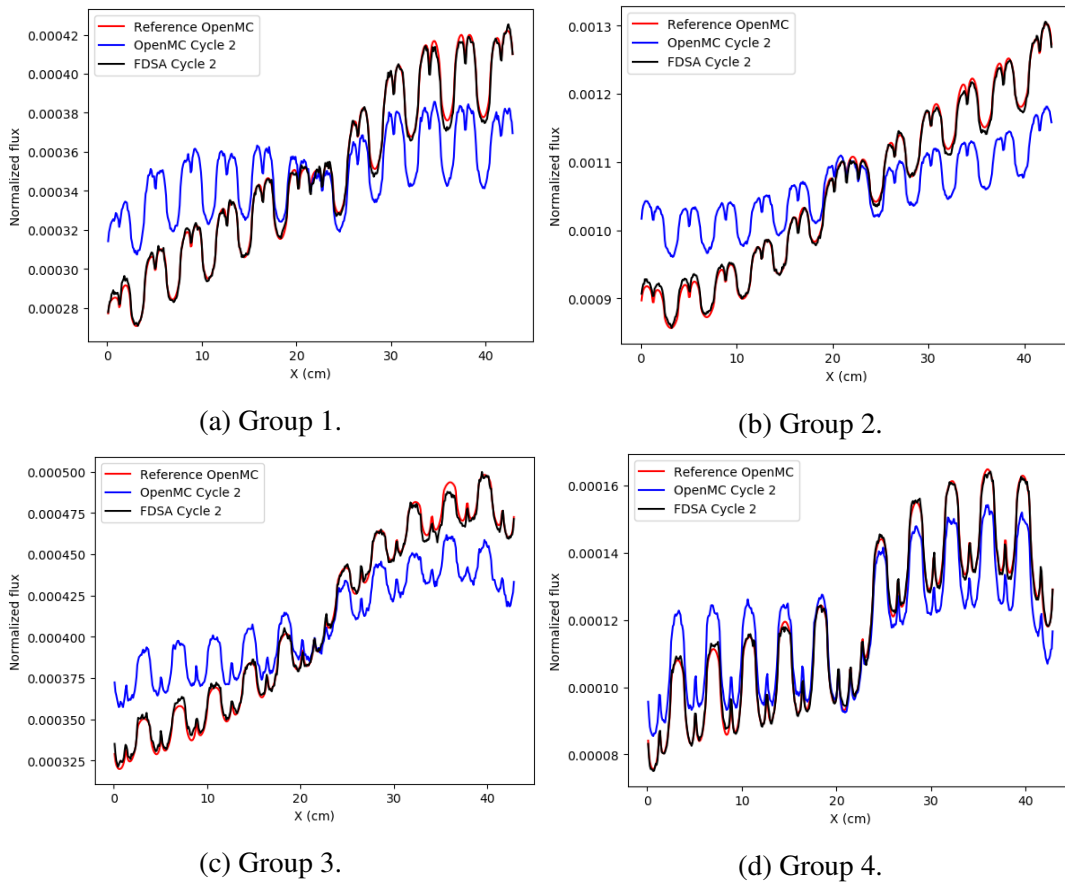 Reference OpenMC
OpenMC Cycle 2
FDSA Cycle 2
Normalized flux
0.00042
0.00040
0.00038
0.00036
0.00034
0.00032
0.00030
0.00028
0 10 20 30 40
X (cm)
(a) Group 1.
Reference OpenMC
OpenMC Cycle 2
FDSA Cycle 2
Normalized flux
0.0013
0.0012
0.0011
0.0010
0.0009
0 10 20 30 40
X (cm)
(b) Group 2.
Reference OpenMC
OpenMC Cycle 2
FDSA Cycle 2
Normalized flux
0.000500
0.000475
0.000450
0.000425
0.000400
0.000375
0.000350
0.000325
0 10 20 30 40
X (cm)
(c) Group 3.
Reference OpenMC
OpenMC Cycle 2
FDSA Cycle 2
Normalized flux
0.00016
0.00014
0.00012
0.00010
0.00008
0 10 20 30 40
X (cm)
(d) Group 4.